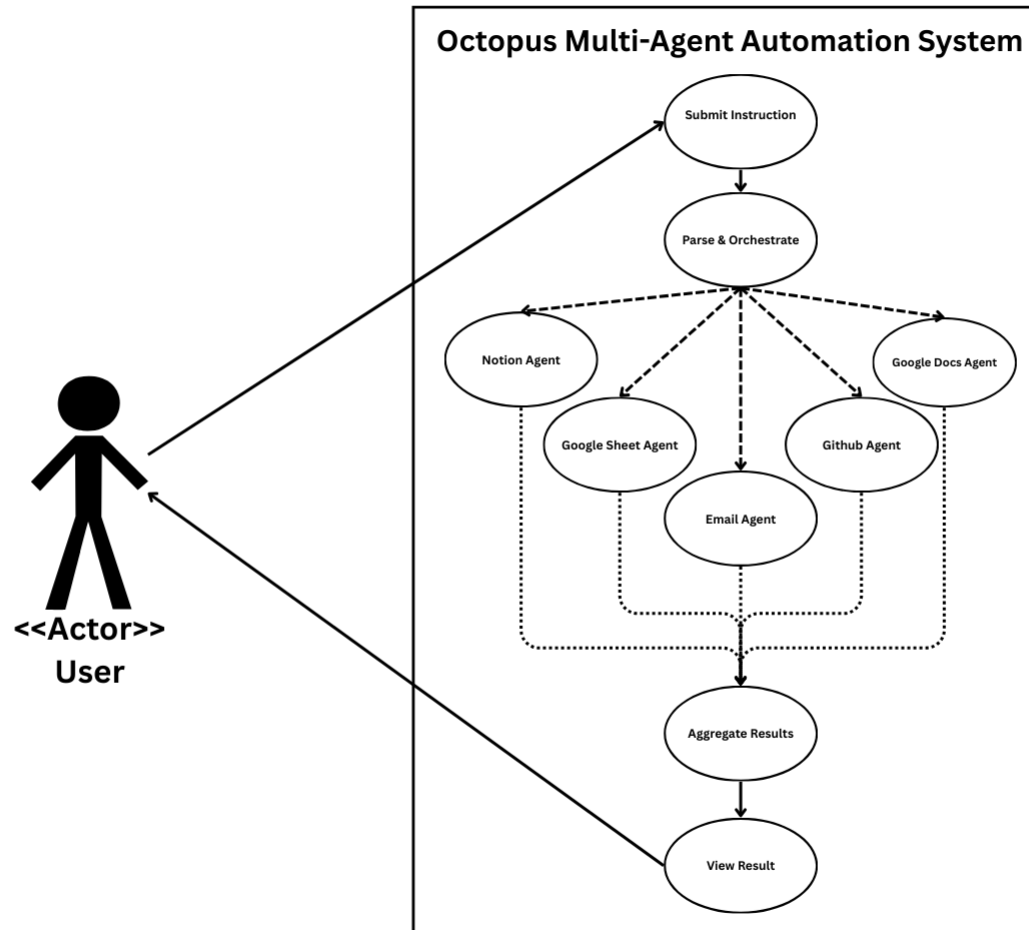 Octopus Multi-Agent Automation System
Submit Instruction
Parse & Orchestrate
Notion Agent
Google Docs Agent
Google Sheet Agent
Github Agent
Email Agent
<<Actor>>
User
Aggregate Results
View Result